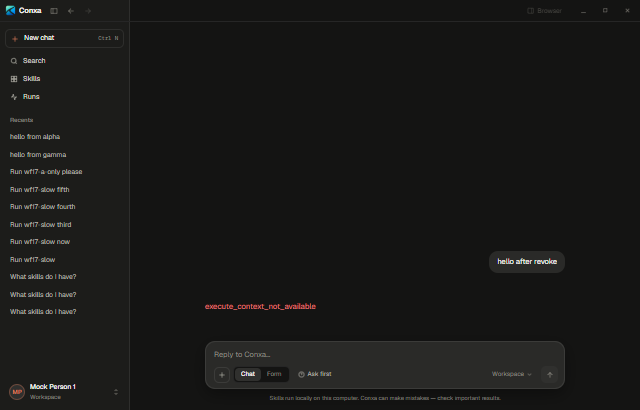 Conxa
Browser
New chat
Ctrl N
Search
Skills
Runs
Recents
hello from alpha
hello from gamma
Run wf17-a-only please
Run wf17-slow fifth
Run wf17-slow fourth
Run wf17-slow third
Run wf17-slow now
Run wf17-slow
What skills do I have?
What skills do I have?
What skills do I have?
hello after revoke
execute_context_not_available
Reply to Conxa...
Chat
Form
Ask first
Workspace
MP
Mock Person 1
Workspace
Skills run locally on this computer. Conxa can make mistakes — check important results.